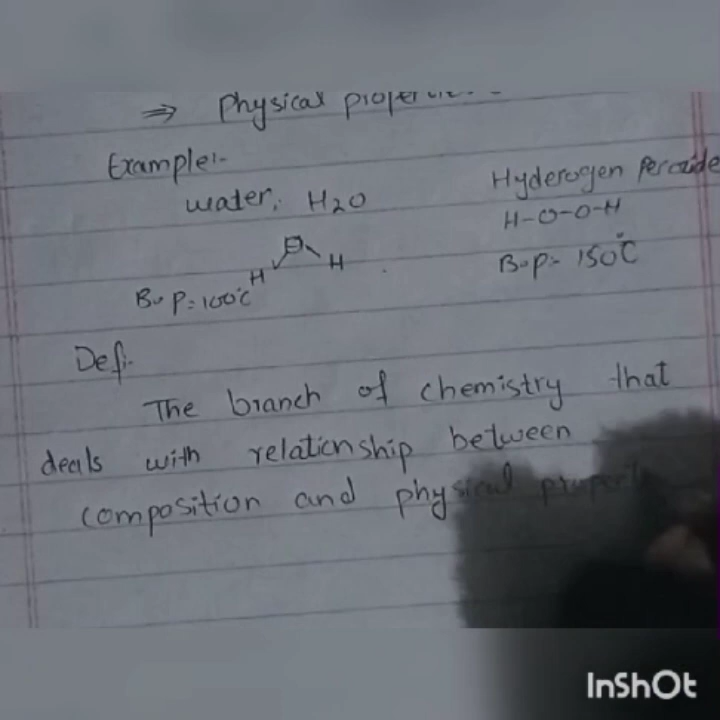 ⇒ Physical
Example:-
water, H2O
Hyderogen Peroxide
H-O-O-H
O
H H
B.P = 100°C
B.P = 150°C
Def:-
The branch of chemistry that
deals with relationship between
composition and physical
InShOt